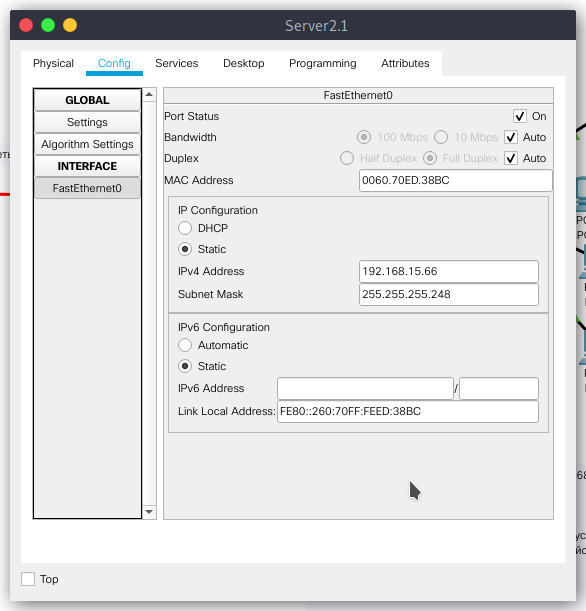 Server2.1
Physical Config Services Desktop Programming Attributes
GLOBAL
Settings
Algorithm Settings
INTERFACE
FastEthernet0
FastEthernet0
Port Status On
Bandwidth 100 Mbps 10 Mbps Auto
Duplex Half Duplex Full Duplex Auto
MAC Address 0060.70ED.38BC
IP Configuration
DHCP
Static
IPv4 Address 192.168.15.66
Subnet Mask 255.255.255.248
IPv6 Configuration
Automatic
Static
IPv6 Address /
Link Local Address: FE80::260:70FF:FEED:38BC
Top